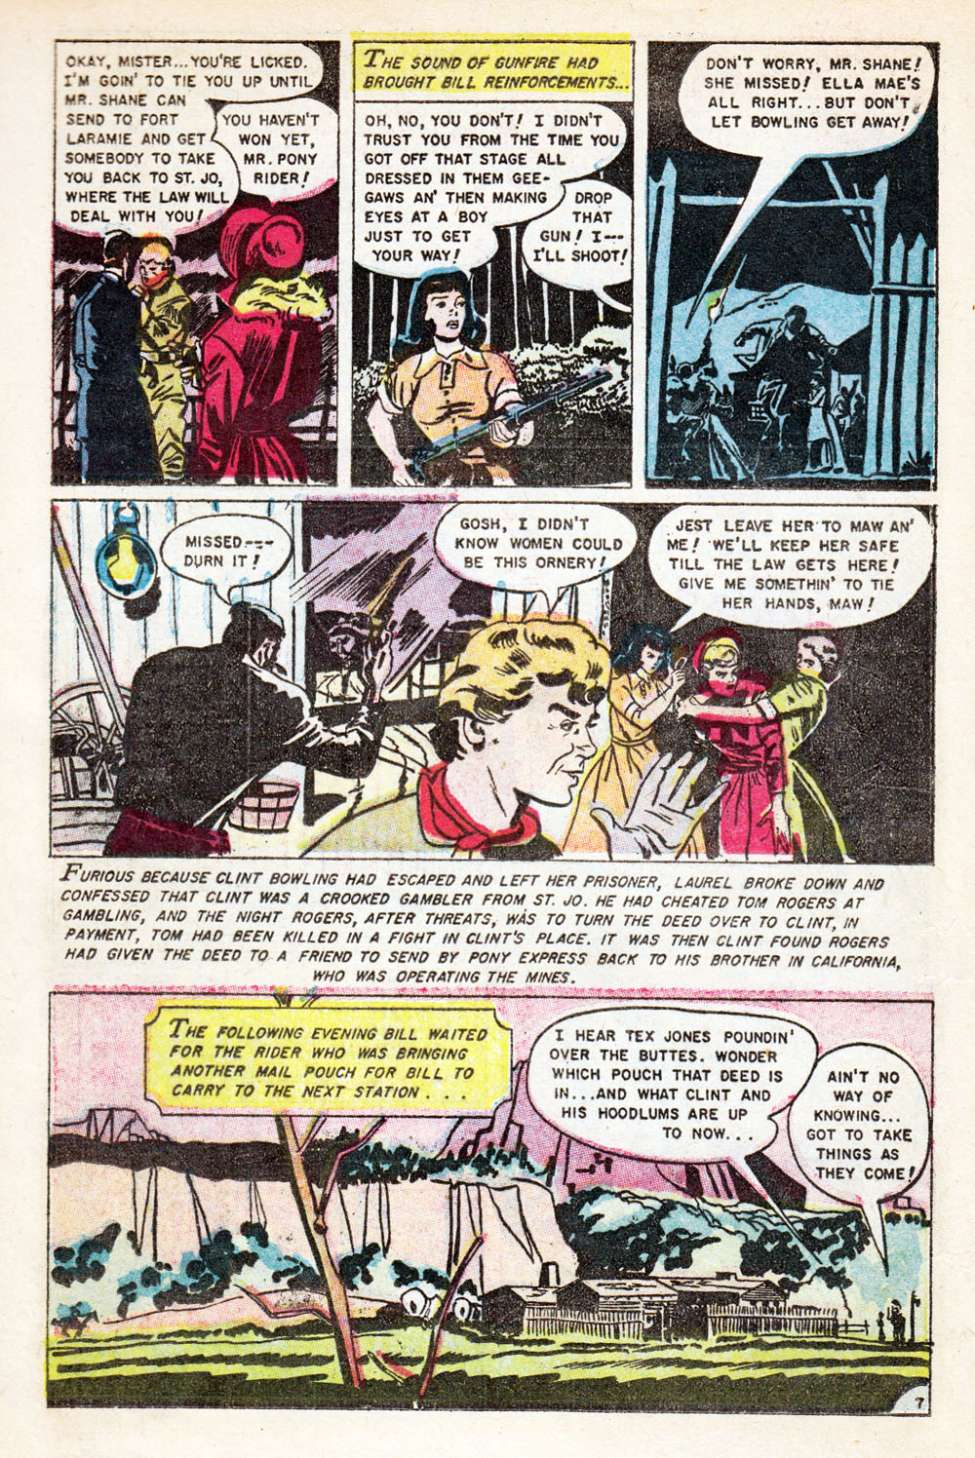 OKAY, MISTER...YOU'RE LICKED.
I'M GOIN' TO TIE YOU UP UNTIL
MR. SHANE CAN
SEND TO FORT
LARAMIE AND GET
SOMEBODY TO TAKE
YOU BACK TO ST. JO,
WHERE THE LAW WILL
DEAL WITH YOU!
YOU HAVEN'T
WON YET,
MR. PONY
RIDER!
THE SOUND OF GUNFIRE HAD
BROUGHT BILL REINFORCEMENTS...
OH, NO, YOU DON'T! I DIDN'T
TRUST YOU FROM THE TIME YOU
GOT OFF THAT STAGE ALL
DRESSED IN THEM GEE-
GAWS AN' THEN MAKING
EYES AT A BOY
JUST TO GET
YOUR WAY!
DROP
THAT
GUN! I---
I'LL SHOOT!
DON'T WORRY, MR. SHANE!
SHE MISSED! ELLA MAE'S
ALL RIGHT...BUT DON'T
LET BOWLING GET AWAY!
MISSED---
DURN IT!
GOSH, I DIDN'T
KNOW WOMEN COULD
BE THIS ORNERY!
JEST LEAVE HER TO MAW AN'
ME! WE'LL KEEP HER SAFE
TILL THE LAW GETS HERE!
GIVE ME SOMETHIN' TO TIE
HER HANDS, MAW!
FURIOUS BECAUSE CLINT BOWLING HAD ESCAPED AND LEFT HER PRISONER, LAUREL BROKE DOWN AND
CONFESSED THAT CLINT WAS A CROOKED GAMBLER FROM ST. JO. HE HAD CHEATED TOM ROGERS AT
GAMBLING, AND THE NIGHT ROGERS, AFTER THREATS, WAS TO TURN THE DEED OVER TO CLINT, IN
PAYMENT, TOM HAD BEEN KILLED IN A FIGHT IN CLINT'S PLACE. IT WAS THEN CLINT FOUND ROGERS
HAD GIVEN THE DEED TO A FRIEND TO SEND BY PONY EXPRESS BACK TO HIS BROTHER IN CALIFORNIA,
WHO WAS OPERATING THE MINES.
THE FOLLOWING EVENING BILL WAITED
FOR THE RIDER WHO WAS BRINGING
ANOTHER MAIL POUCH FOR BILL TO
CARRY TO THE NEXT STATION . . .
I HEAR TEX JONES POUNDIN'
OVER THE BUTTES. WONDER
WHICH POUCH THAT DEED IS
IN...AND WHAT CLINT AND
HIS HOODLUMS ARE UP
TO NOW...
AIN'T NO
WAY OF
KNOWING...
GOT TO TAKE
THINGS AS
THEY COME!
7